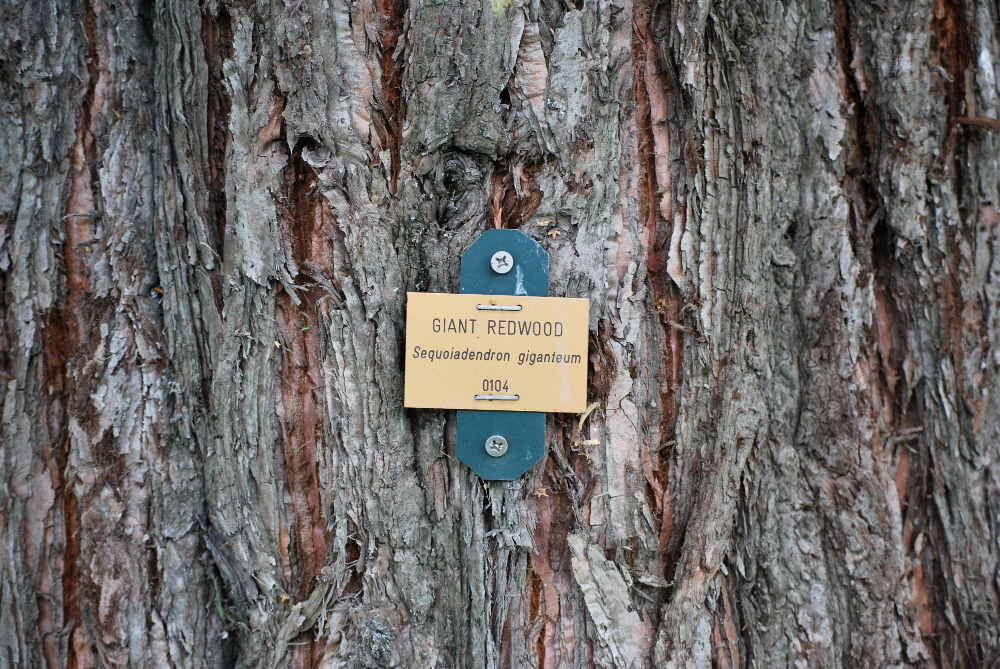 GIANT REDWOOD
Sequoiadendron giganteum
0104